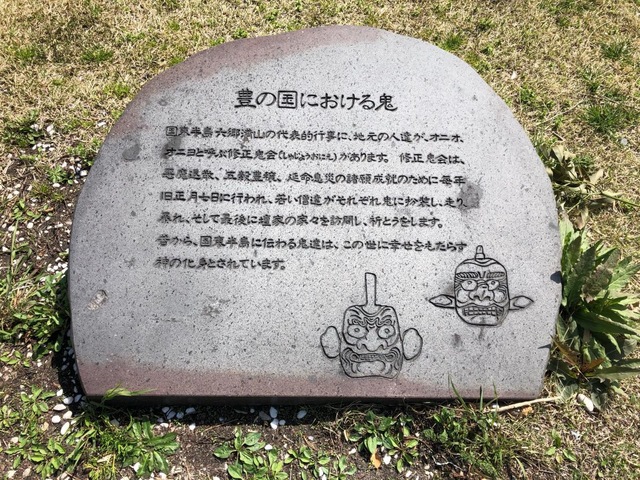 豊の国における鬼
国東半島六郷満山の代表的行事に、地元の人達が、オニオ、
オニヨと呼ぶ修正鬼会(しゅじょうおにえ)があります。 修正鬼会は、
悪魔退散、五穀豊穣、延命息災の諸願成就のために毎年
旧正月七日に行われ、若い信達がそれぞれ鬼に扮装し、走り、
暴れ、そして最後に壇家の家々を訪問し、祈とうをします。
昔から、国東半島に伝わる鬼達は、この世に幸せをもたらす
神の化身とされています。